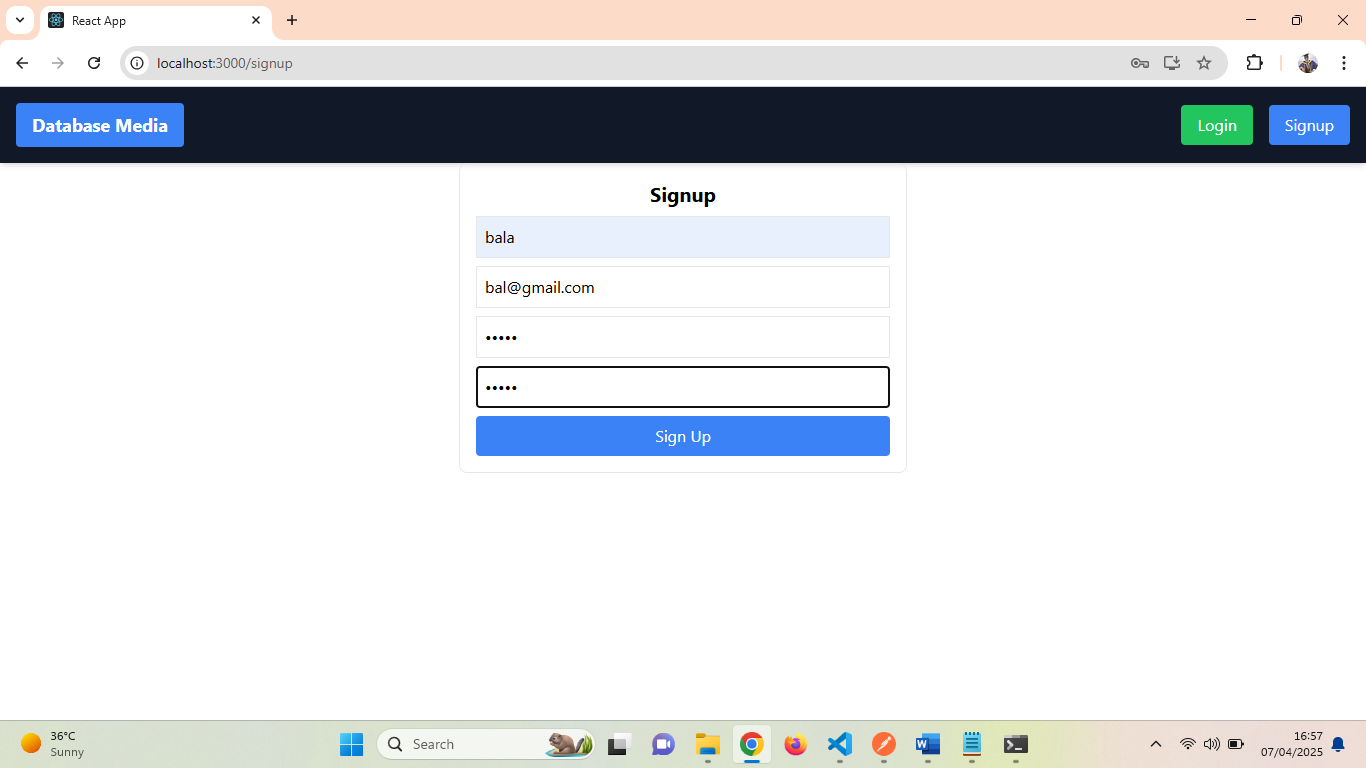 React App
localhost:3000/signup
Database Media
Login
Signup
Signup
bala
bal@gmail.com
•••••
•••••
Sign Up
36°C
Sunny
Search
16:57
07/04/2025